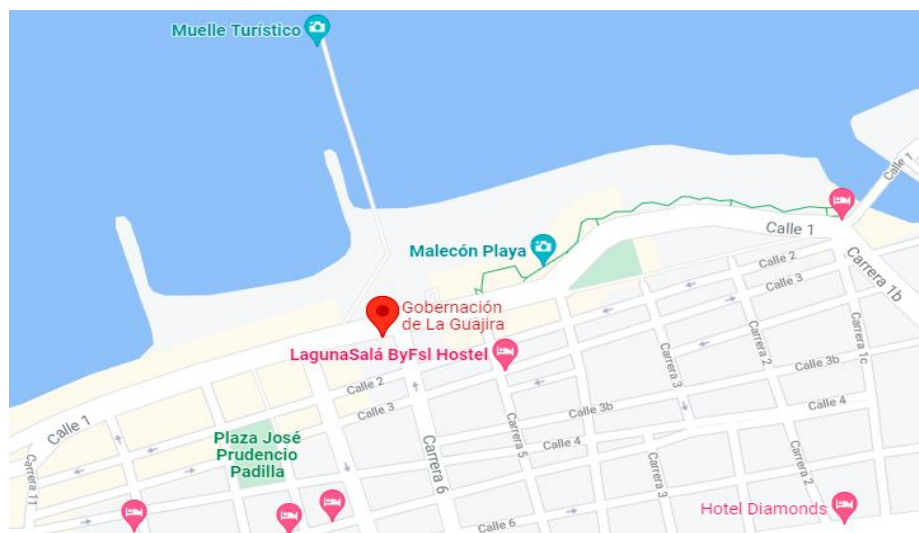 Muelle Turístico
Calle 1
Calle 1
Malecón Playa
Calle 2
Carrera 1b
Calle 3
Gobernación
de La Guajira
LagunaSalá ByFsl Hostel
Carrera 3
Carrera 2
Carrera 1c
Calle 3b
Calle 2
Calle 3
Calle 3b
Calle 4
Calle 1
Plaza José
Prudencio
Padilla
Calle 4
Carrera 6
Carrera 5
Carrera 11
Carrera 3
Carrera 2
Hotel Diamonds
Calle 6